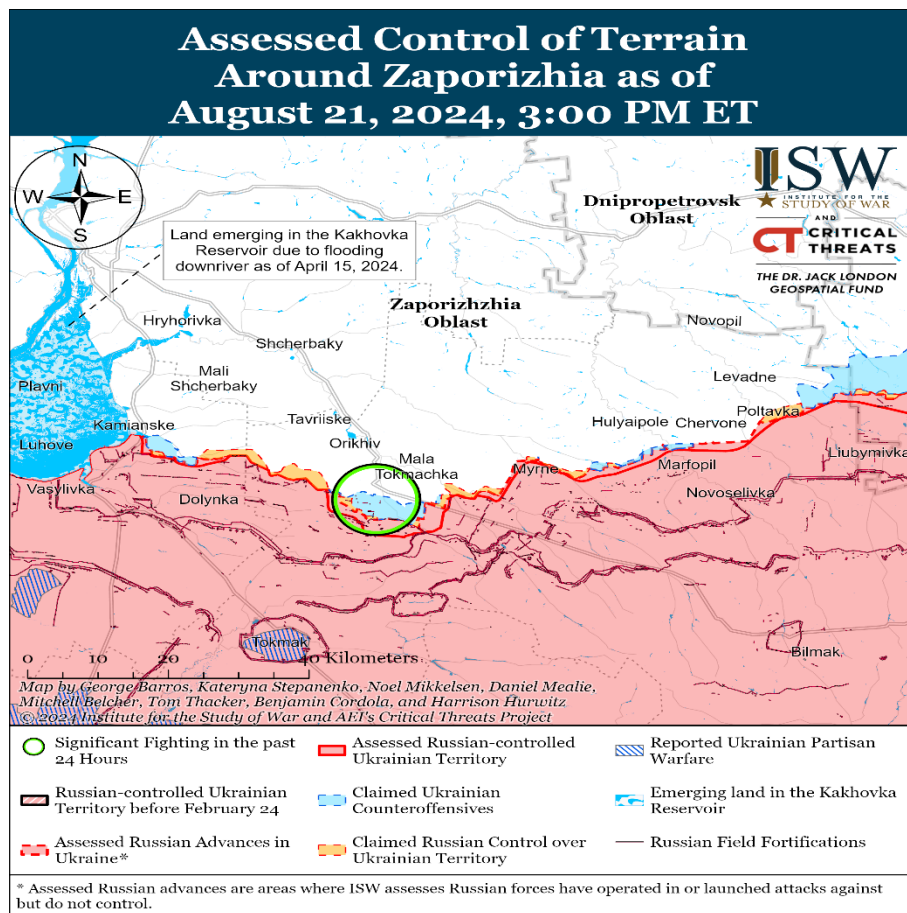 Assessed Control of Terrain
Around Zaporizhia as of
August 21, 2024, 3:00 PM ET
N
W
E
S
ISW
INSTITUTE FOR THE
STUDY OF WAR
AND
CT CRITICAL
THREATS
THE DR. JACK LONDON
GEOSPATIAL FUND
Dnipropetrovsk
Oblast
Land emerging in the Kakhovka
Reservoir due to flooding
downriver as of April 15, 2024.
Zaporizhzhia
Oblast
Hryhorivka
Novopil
Shcherbaky
Mali
Shcherbaky
Levadne
Plavni
Tavriiske
Poltavka
Kamianske
Hulyaipole
Chervone
Luhove
Orikhiv
Liubymivka
Mala
Tokmachka
Myrne
Marfopil
Vasylivka
Dolynka
Novoselivka
Tokmak
Bilmak
0
20
40 Kilometers
Map by George Barros, Kateryna Stepanenko, Noel Mikkelsen, Daniel Mealie,
Mitchell Belcher, Tom Thacker, Benjamin Cordola, and Harrison Hurwitz
© 2024 Institute for the Study of War and AEI's Critical Threats Project
Significant Fighting in the past
24 Hours
Russian-controlled Ukrainian
Territory before February 24
Assessed Russian Advances in
Ukraine*
Assessed Russian-controlled
Ukrainian Territory
Claimed Ukrainian
Counteroffensives
Claimed Russian Control over
Ukrainian Territory
Reported Ukrainian Partisan
Warfare
Emerging land in the Kakhovka
Reservoir
Russian Field Fortifications
* Assessed Russian advances are areas where ISW assesses Russian forces have operated in or launched attacks against
but do not control.